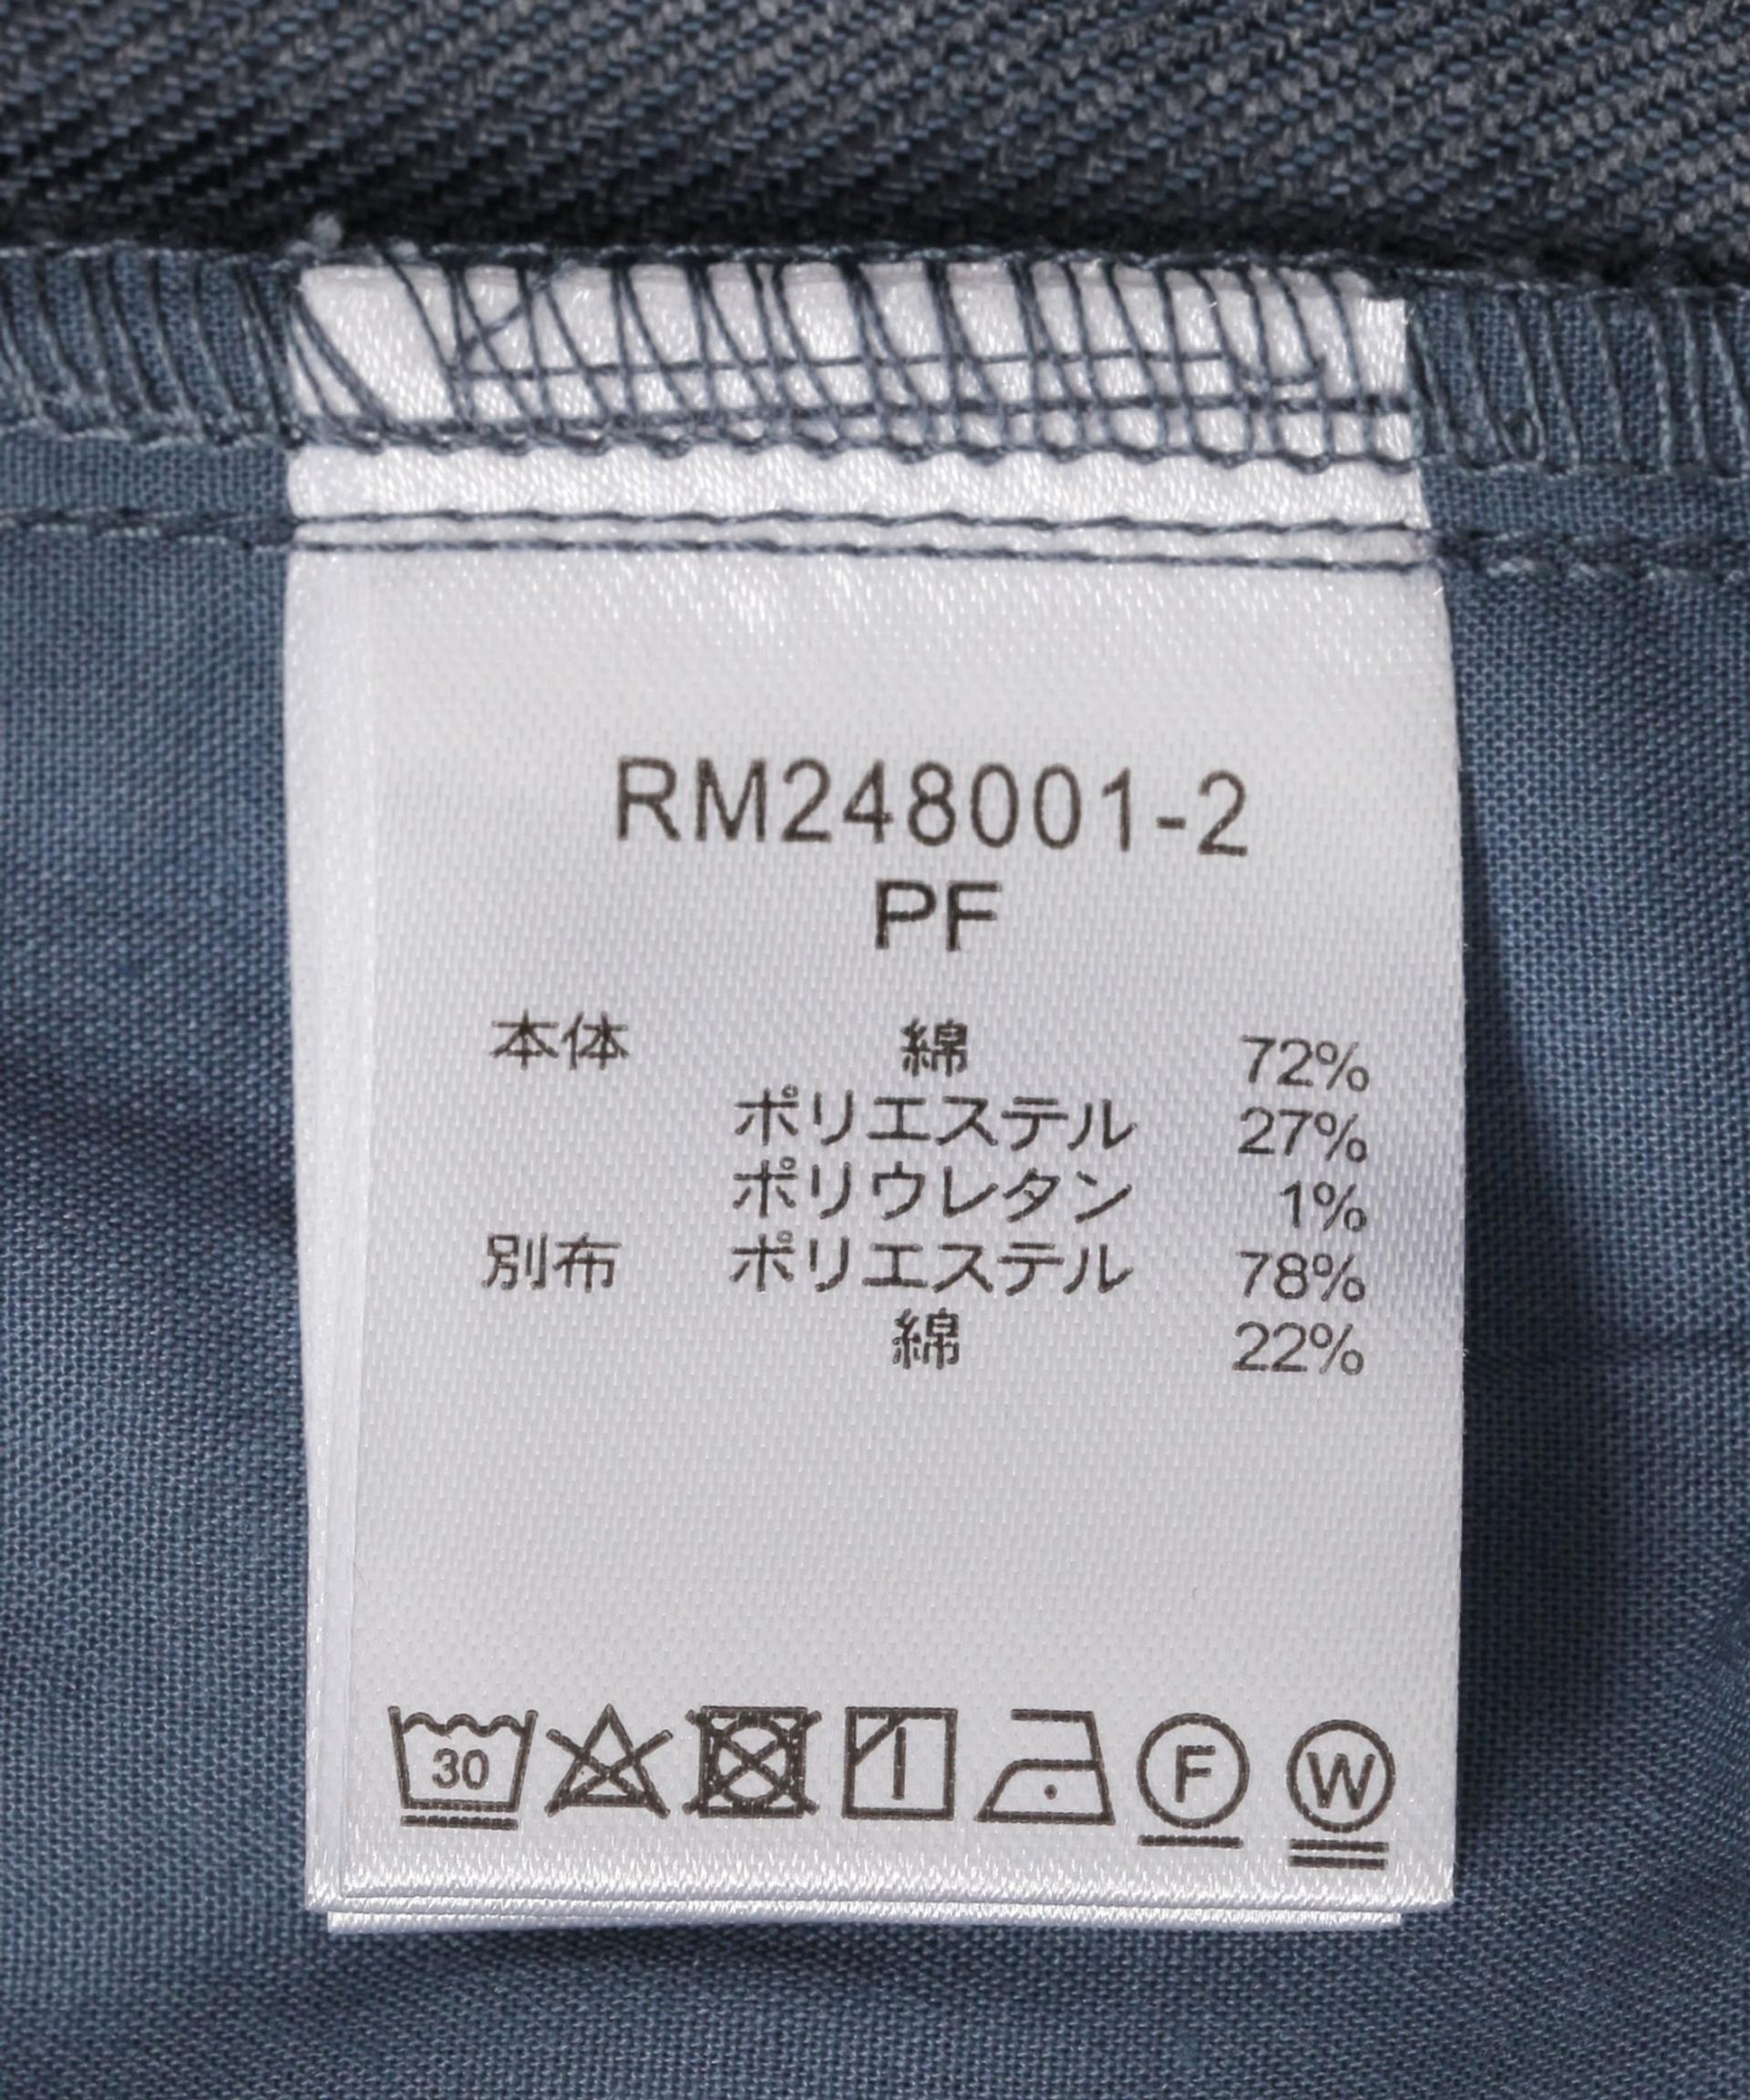 RM248001-2
PF
本体 綿 72%
ポリエステル 27%
ポリウレタン 1%
別布 ポリエステル 78%
綿 22%
30 F W